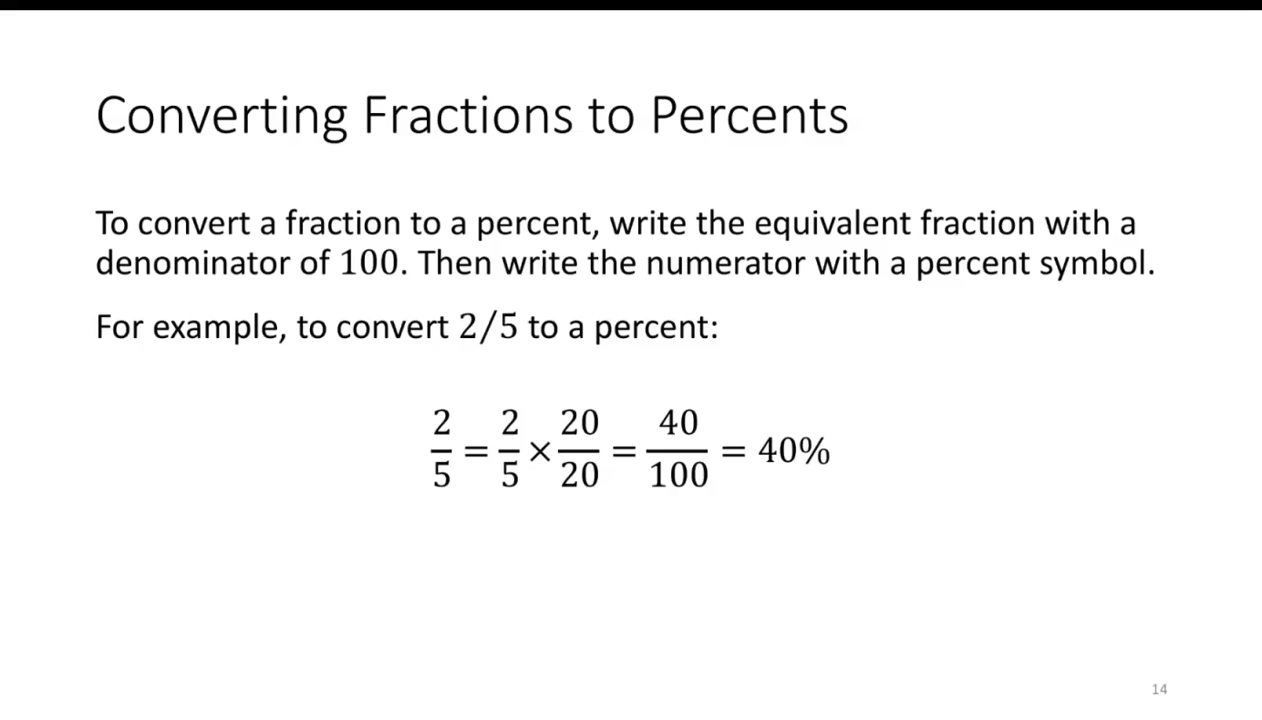 Converting Fractions to Percents
To convert a fraction to a percent, write the equivalent fraction with a
denominator of 100. Then write the numerator with a percent symbol.
For example, to convert 2/5 to a percent:
2/5 = 2/5 × 20/20 = 40/100 = 40%
14